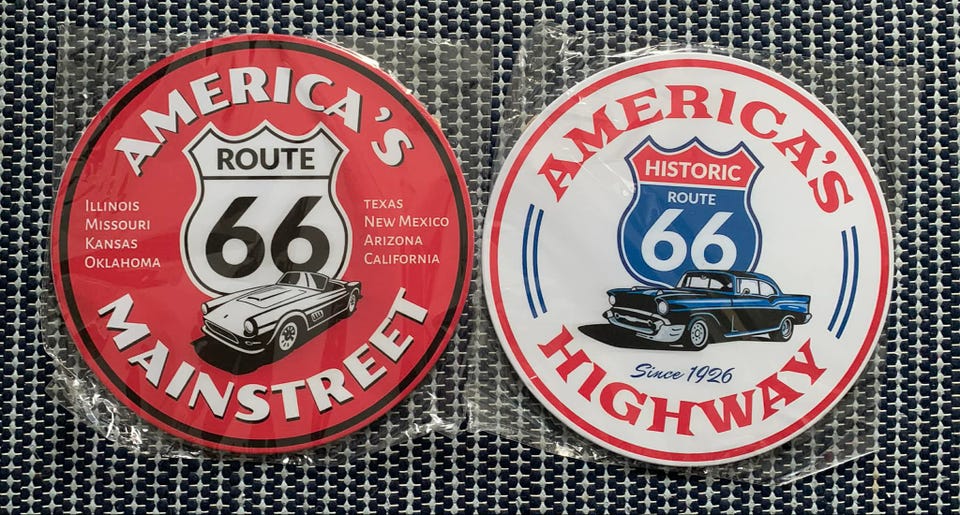 AMERICA'S
ROUTE
66
ILLINOIS
MISSOURI
KANSAS
OKLAHOMA
TEXAS
NEW MEXICO
ARIZONA
CALIFORNIA
MAINSTREET
AMERICA'S
HISTORIC
ROUTE
66
Since 1926
HIGHWAY